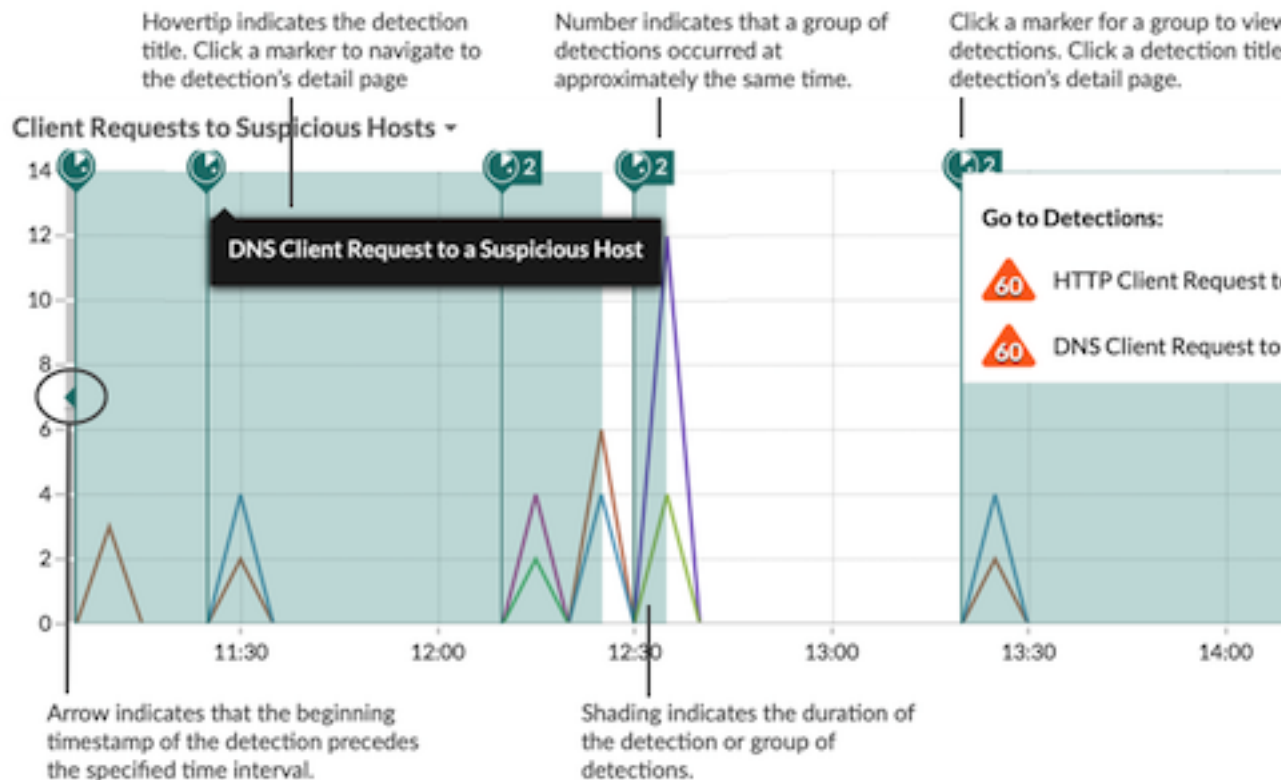 Hovertip indicates the detection
title. Click a marker to navigate to
the detection's detail page
Number indicates that a group of
detections occurred at
approximately the same time.
Click a marker for a group to view
detections. Click a detection title
detection's detail page.
Client Requests to Suspicious Hosts
2
2
2
14
12
10
8
6
4
2
0
DNS Client Request to a Suspicious Host
Go to Detections:
60 HTTP Client Request to
60 DNS Client Request to
11:30 12:00 12:30 13:00 13:30 14:00
Arrow indicates that the beginning
timestamp of the detection precedes
the specified time interval.
Shading indicates the duration of
the detection or group of
detections.